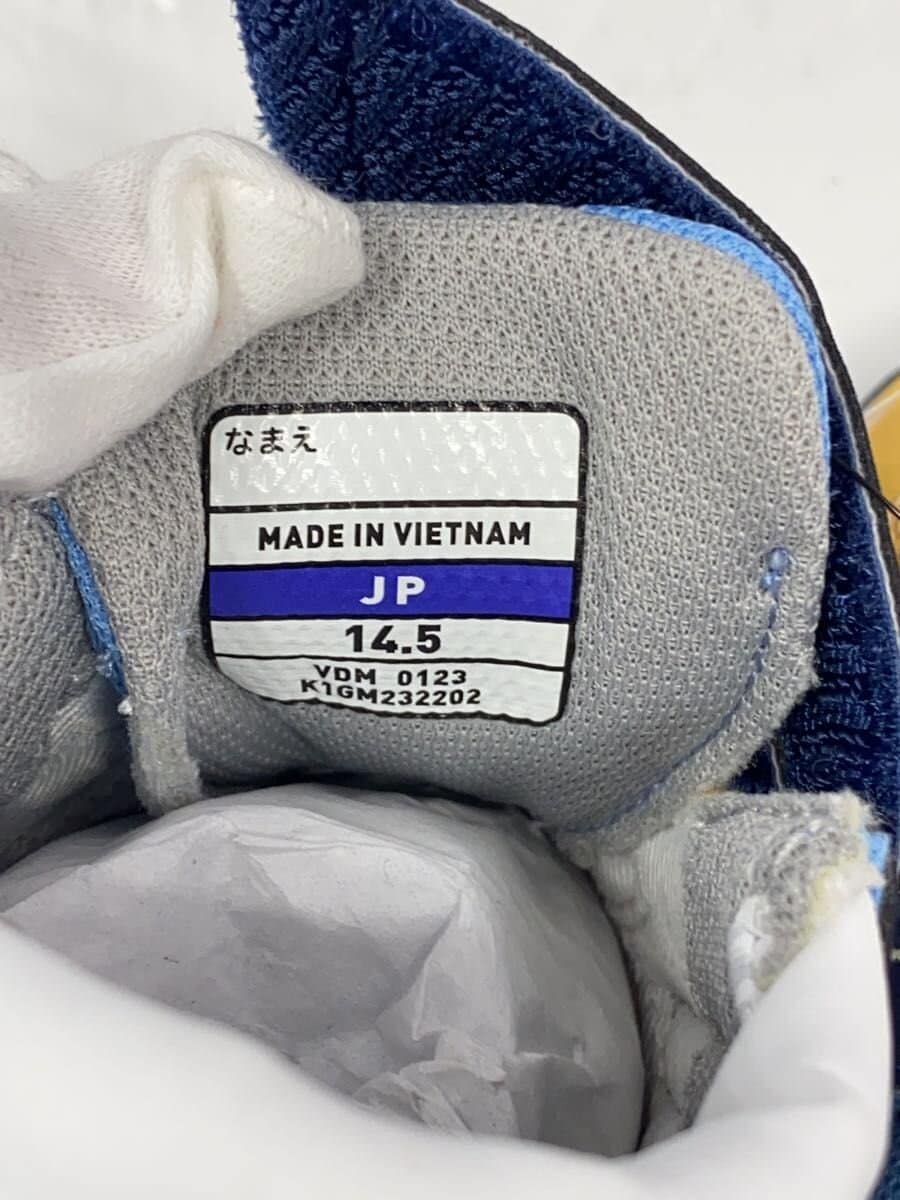 なまえ
MADE IN VIETNAM
JP
14.5
VDM 0123
K1GM232202